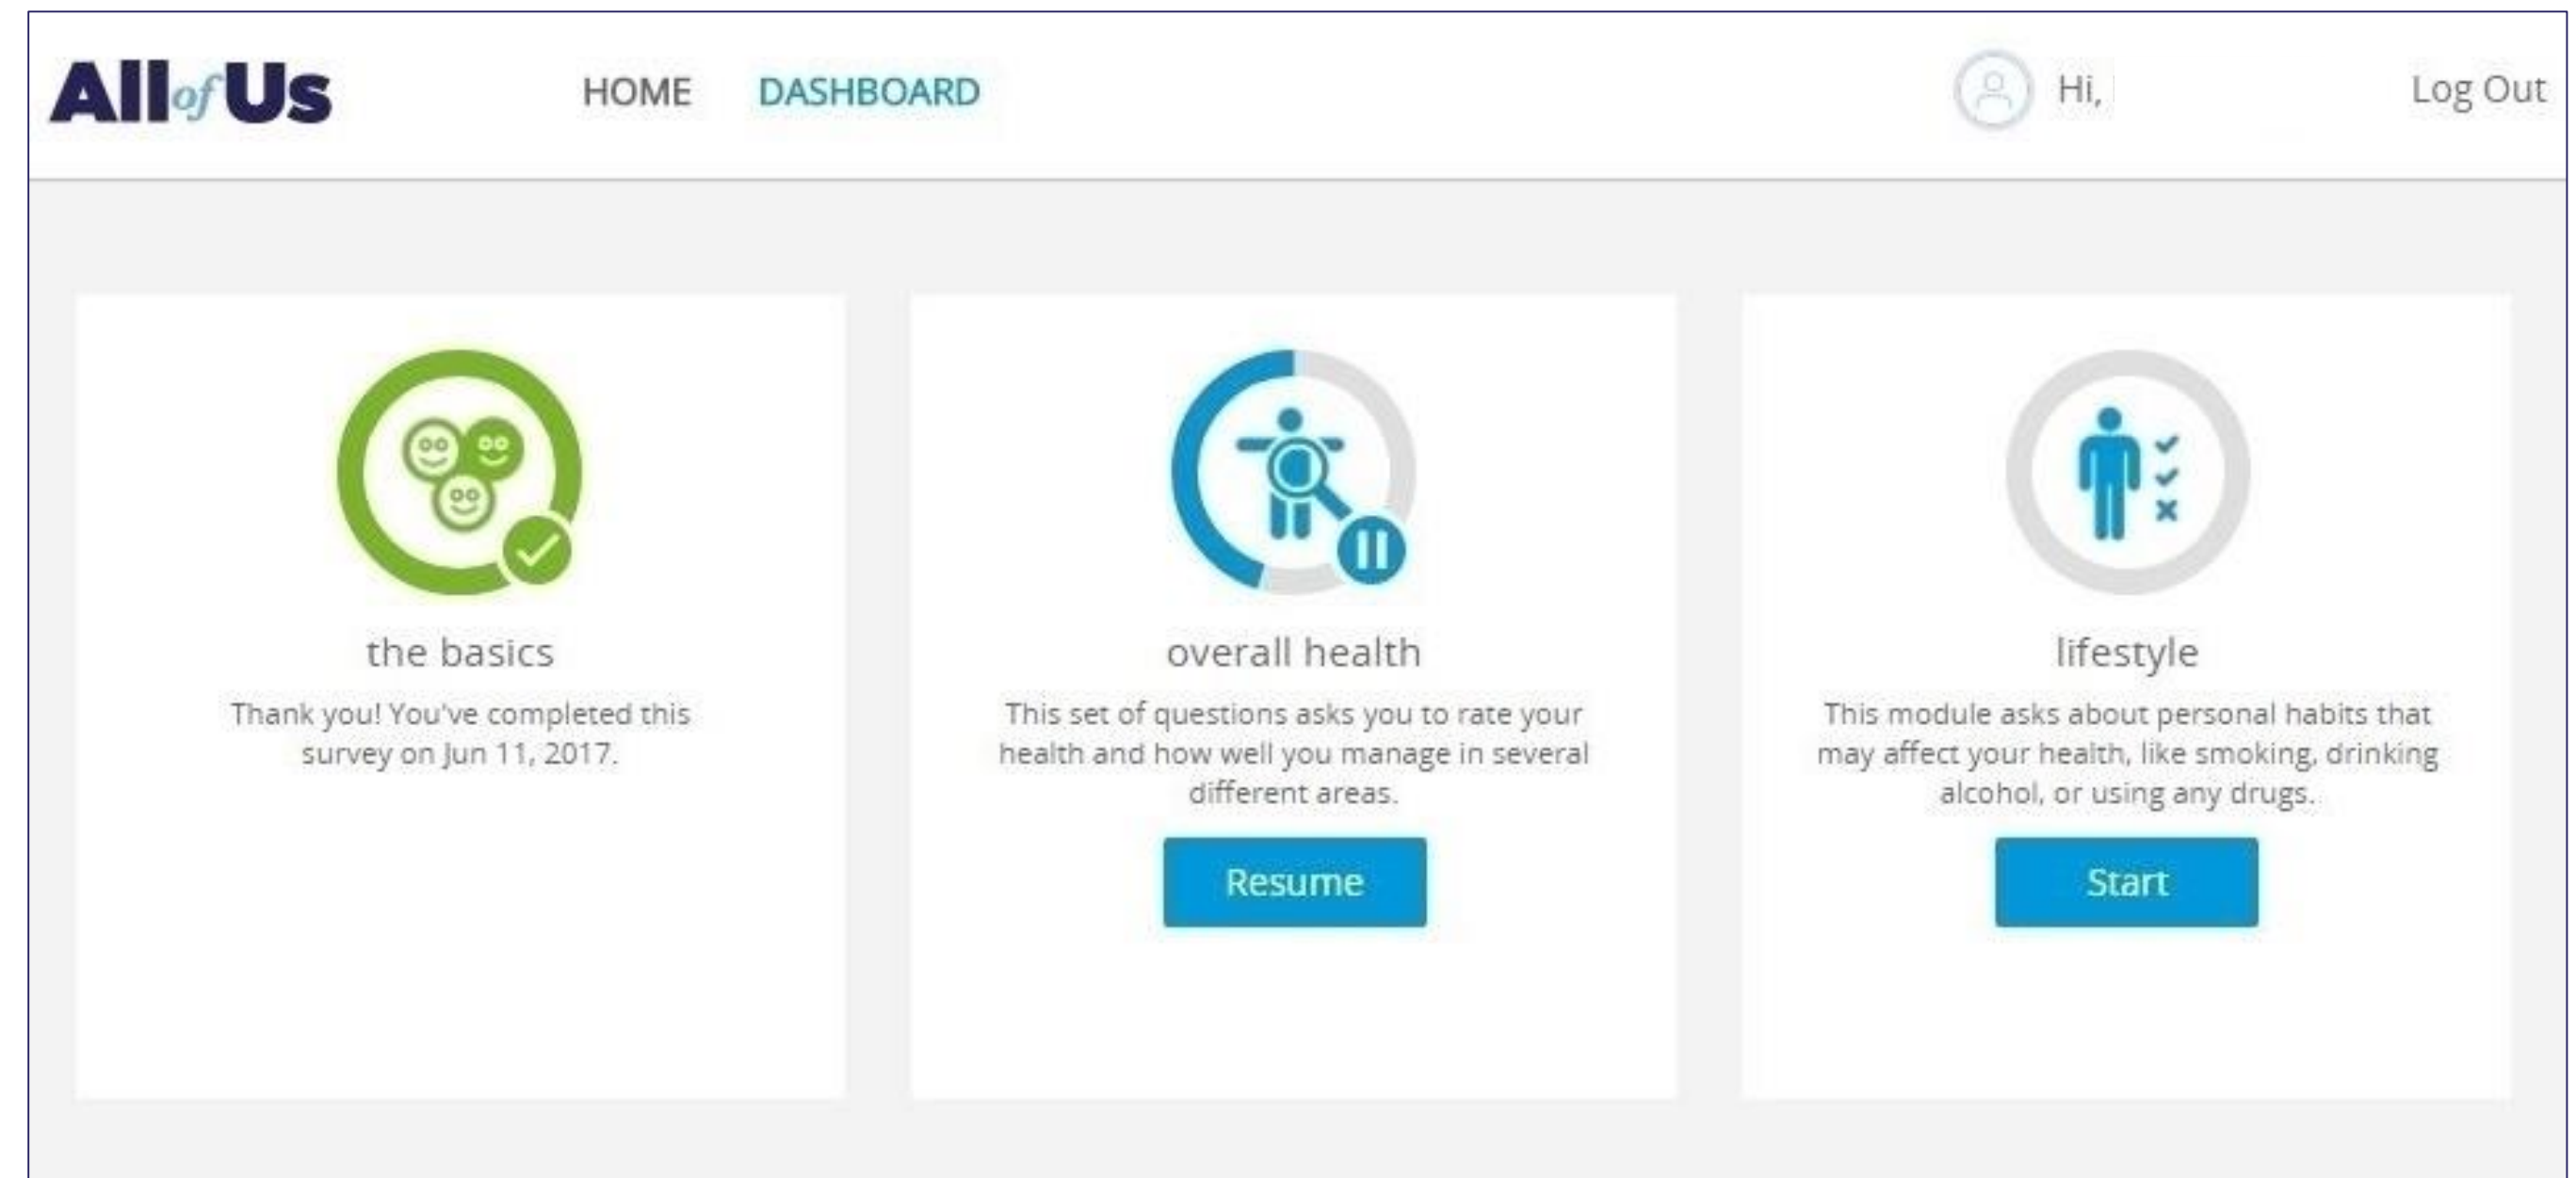 All of Us
HOME DASHBOARD
Hi,
Log Out
the basics
Thank you! You've completed this
survey on Jun 11, 2017.
overall health
This set of questions asks you to rate your
health and how well you manage in several
different areas.
Resume
lifestyle
This module asks about personal habits that
may affect your health, like smoking, drinking
alcohol, or using any drugs.
Start